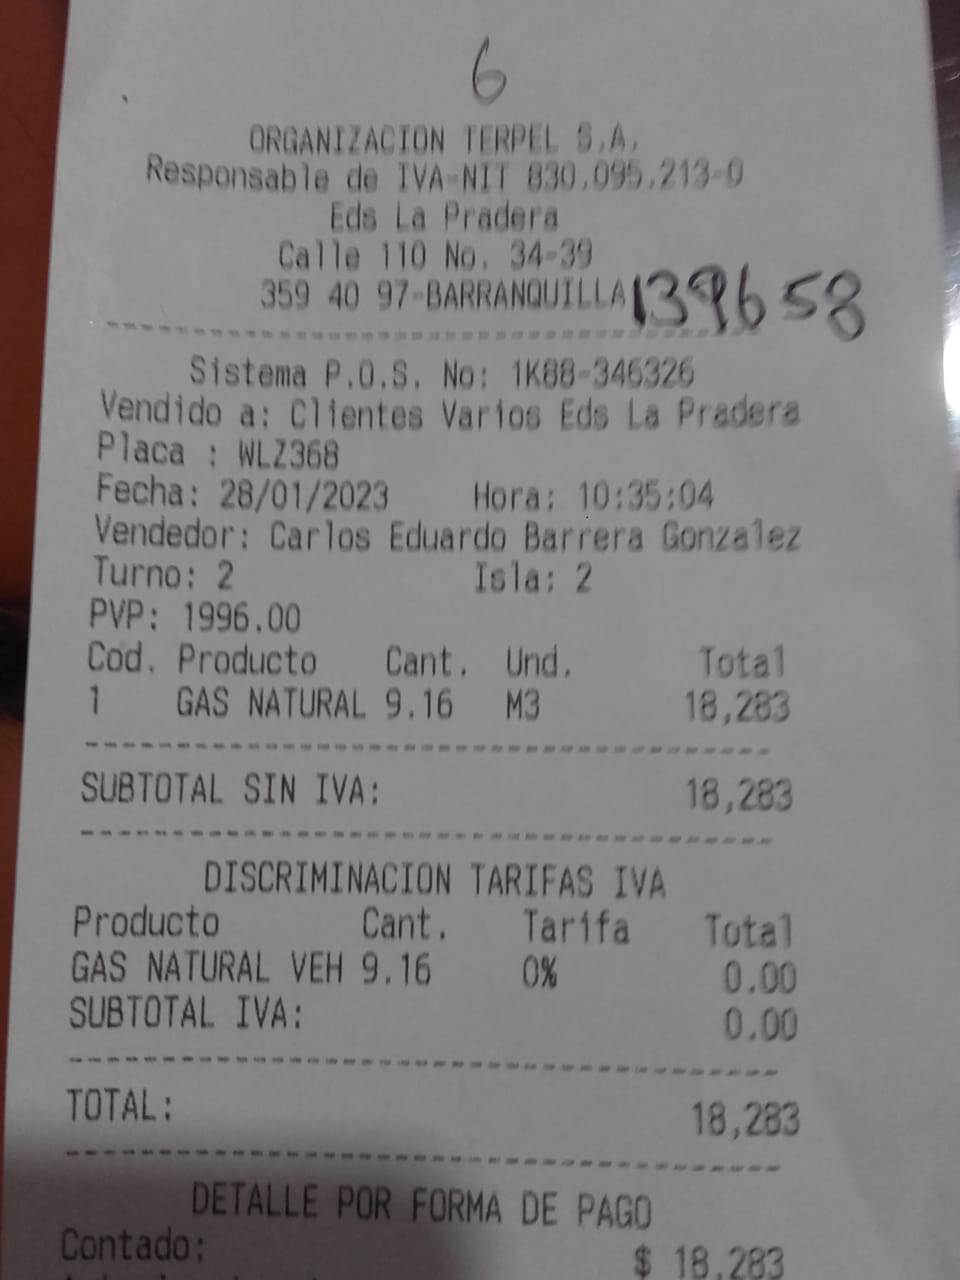 6
ORGANIZACION TERPEL S.A.
Responsable de IVA-NIT 830.095.213-0
Eds La Pradera
Calle 110 No. 34-39
359 40 97-BARRANQUILLA 139658
Sistema P.O.S. No: 1K88-346326
Vendido a: Clientes Varios Eds La Pradera
Placa : WLZ368
Fecha: 28/01/2023 Hora: 10:35:04
Vendedor: Carlos Eduardo Barrera Gonzalez
Turno: 2 Isla: 2
PVP: 1996.00
Cod. Producto Cant. Und. Total
1 GAS NATURAL 9.16 M3 18,283
SUBTOTAL SIN IVA: 18,283
DISCRIMINACION TARIFAS IVA
Producto Cant. Tarifa Total
GAS NATURAL VEH 9.16 0% 0.00
SUBTOTAL IVA: 0.00
TOTAL: 18,283
DETALLE POR FORMA DE PAGO
Contado: $ 18,283